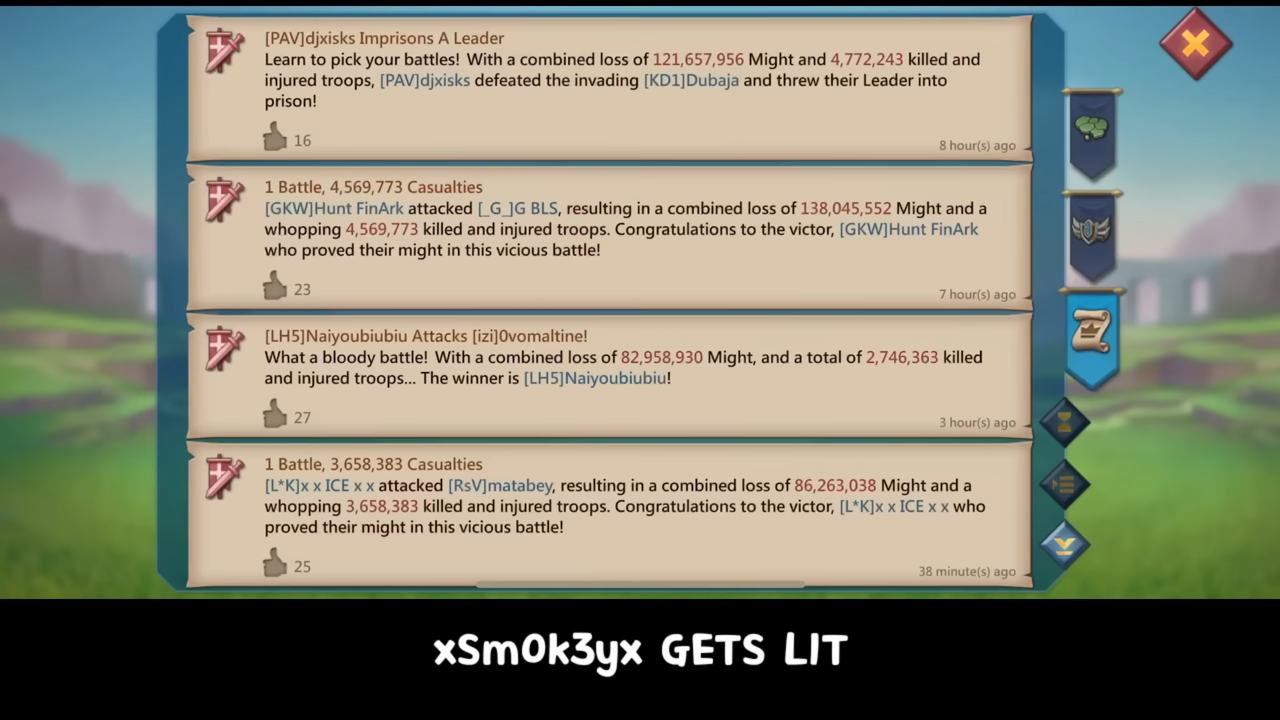 [PAV]djxisks Imprisons A Leader
Learn to pick your battles! With a combined loss of 121,657,956 Might and 4,772,243 killed and
injured troops, [PAV]djxisks defeated the invading [KD1]Dubaja and threw their Leader into
prison!
16
8 hour(s) ago
1 Battle, 4,569,773 Casualties
[GKW]Hunt FinArk attacked [_G_]G BLS, resulting in a combined loss of 138,045,552 Might and a
whopping 4,569,773 killed and injured troops. Congratulations to the victor, [GKW]Hunt FinArk
who proved their might in this vicious battle!
23
7 hour(s) ago
[LH5]Naiyoubiubiu Attacks [izi]0vomaltine!
What a bloody battle! With a combined loss of 82,958,930 Might, and a total of 2,746,363 killed
and injured troops... The winner is [LH5]Naiyoubiubiu!
27
3 hour(s) ago
1 Battle, 3,658,383 Casualties
[L*K]x x ICE x x attacked [RsV]matabey, resulting in a combined loss of 86,263,038 Might and a
whopping 3,658,383 killed and injured troops. Congratulations to the victor, [L*K]x x ICE x x who
proved their might in this vicious battle!
25
38 minute(s) ago
xSm0k3yx GETS LIT